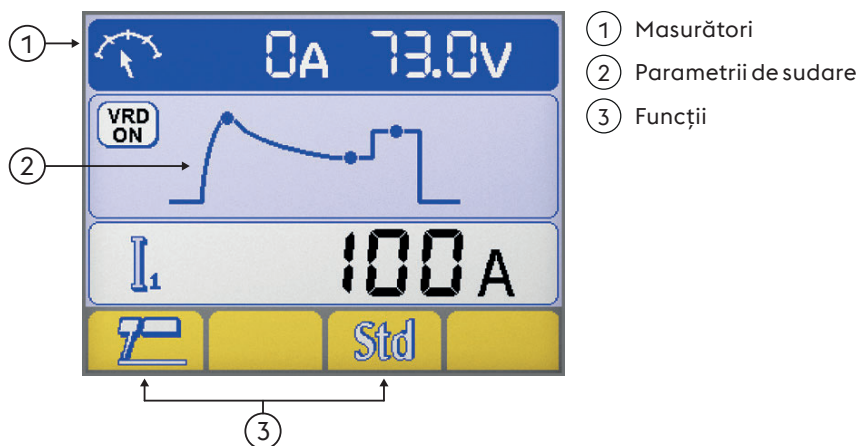 1
0A 73.0V
VRD
ON
2
I1
100A
Std
3
1 Masurători
2 Parametrii de sudare
3 Funcții